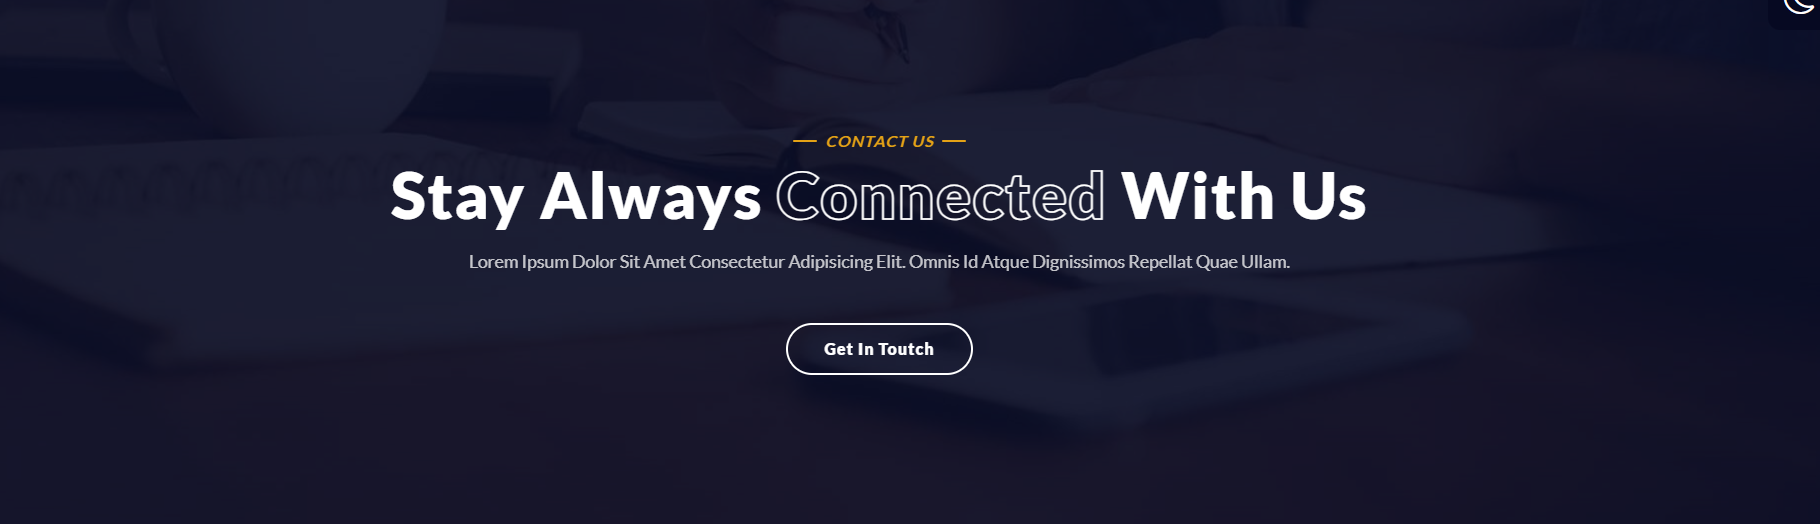 CONTACT US
Stay Always Connected With Us
Lorem Ipsum Dolor Sit Amet Consectetur Adipisicing Elit. Omnis Id Atque Dignissimos Repellat Quae Ullam.
Get In Toutch